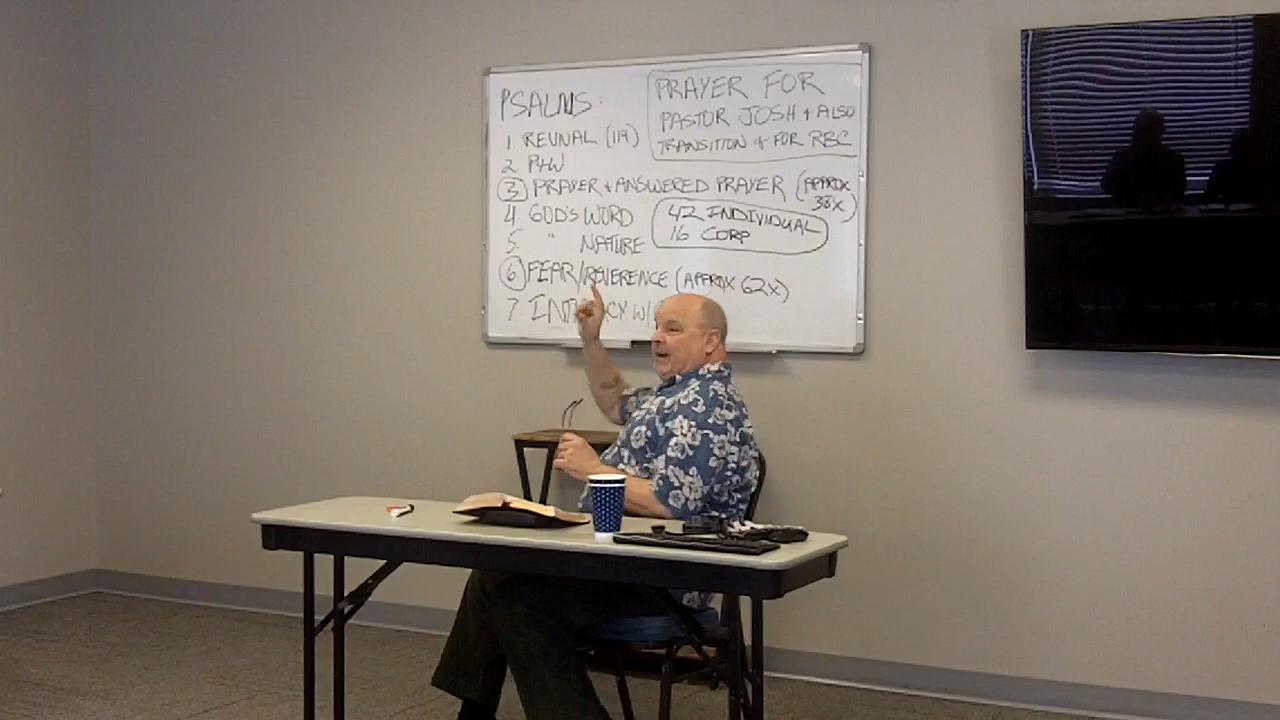 PSALMS:
1. REVIVAL (119)
2. P+W
3. PRAYER + ANSWERED PRAYER (APPROX 38X)
4. GOD'S WORD
5. " NATURE
6. FEAR/REVERENCE (APPROX 62X)
7. W/
PRAYER FOR
PASTOR JOSH + ALSO
TRANSITION & FOR RBC
42 INDIVIDUAL
16 CORP